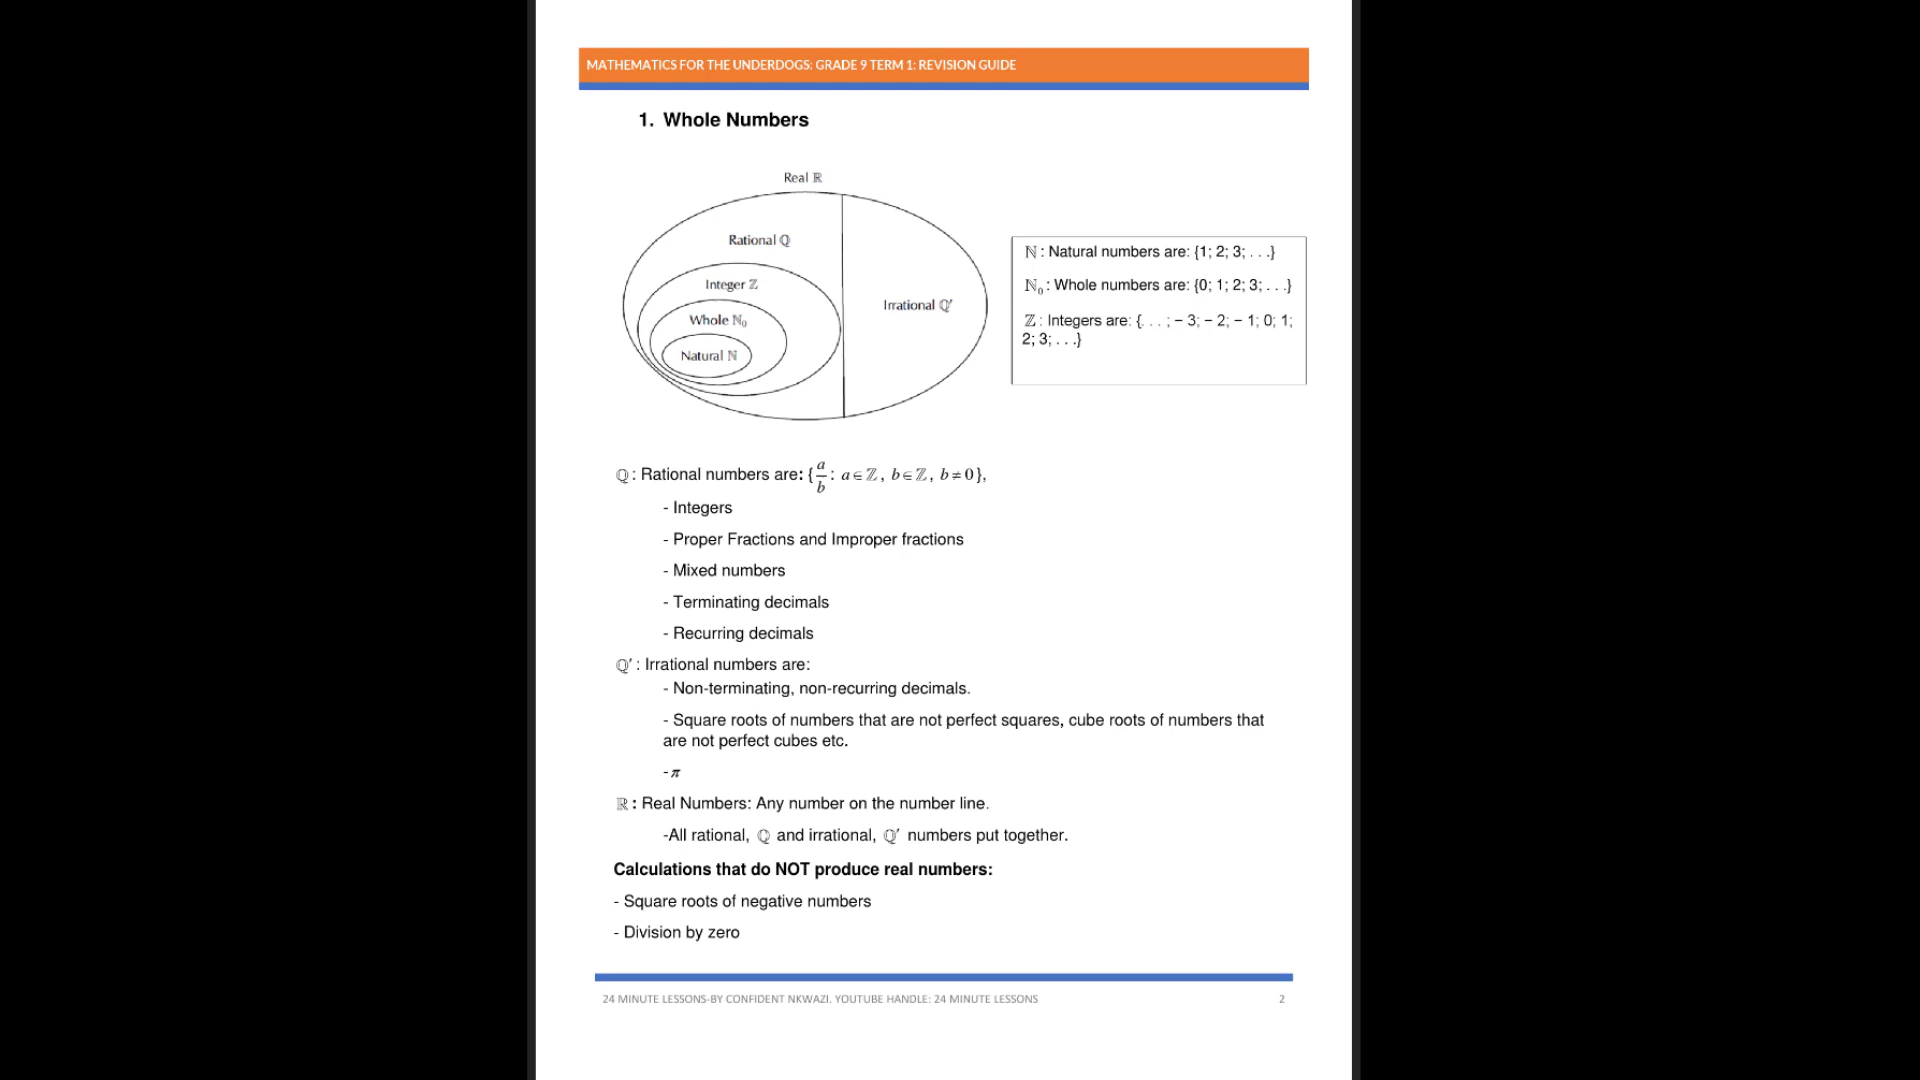 MATHEMATICS FOR THE UNDERDOGS: GRADE 9 TERM 1: REVISION GUIDE
1. Whole Numbers
Real ℝ
Rational ℚ
Integer ℤ
Whole ℕ₀
Natural ℕ
Irrational ℚ′
ℕ : Natural numbers are: {1; 2; 3; . . .}
ℕ₀ : Whole numbers are: {0; 1; 2; 3; . . .}
ℤ : Integers are: {. . . ; − 3; − 2; − 1; 0; 1;
2; 3; . . .}
ℚ : Rational numbers are: {a/b : a ∈ ℤ, b ∈ ℤ, b ≠ 0},
- Integers
- Proper Fractions and Improper fractions
- Mixed numbers
- Terminating decimals
- Recurring decimals
ℚ′ : Irrational numbers are:
- Non-terminating, non-recurring decimals.
- Square roots of numbers that are not perfect squares, cube roots of numbers that
are not perfect cubes etc.
- π
ℝ : Real Numbers: Any number on the number line.
-All rational, ℚ and irrational, ℚ′ numbers put together.
Calculations that do NOT produce real numbers:
- Square roots of negative numbers
- Division by zero
24 MINUTE LESSONS-BY CONFIDENT NKWAZI. YOUTUBE HANDLE: 24 MINUTE LESSONS 2